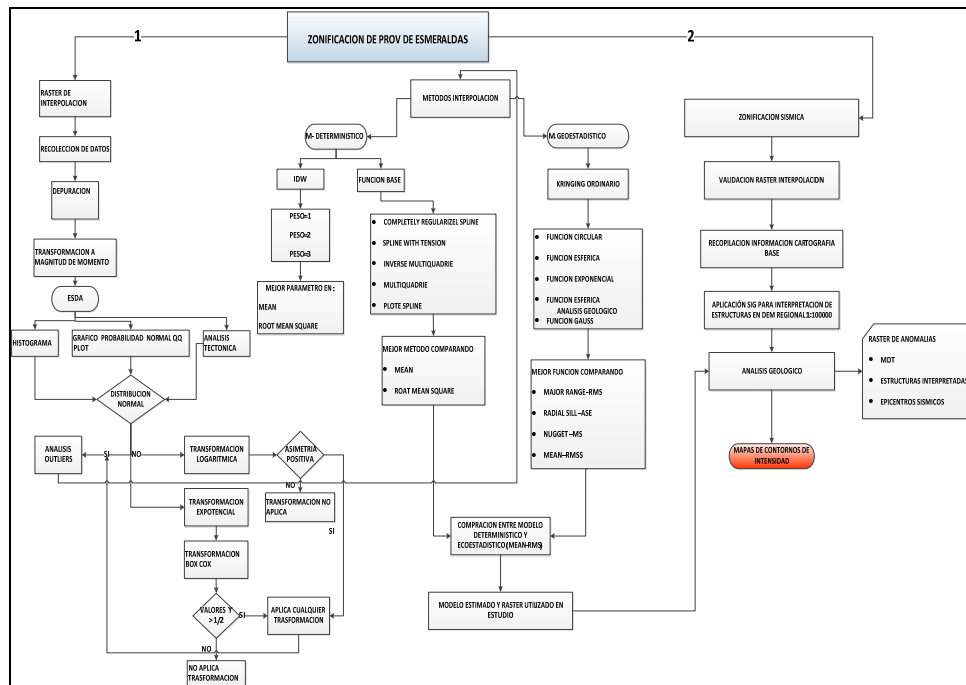 ZONIFICACION DE PROV DE ESMERALDAS
1
2
RASTER DE
INTERPOLACION
RECOLECCION DE DATOS
DEPURACION
TRANSFORMACION A
MAGNITUD DE MOMENTO
ESDA
HISTOGRAMA
GRAFICO PROBABILIDAD NORMAL QQ
PLOT
ANALISIS
TECTONICA
DISTRIBUCION
NORMAL
SI
NO
ANALISIS
OUTLIERS
TRANSFORMACION
LOGARITMICA
ASIMETRIA
POSITIVA
NO
SI
TRANSFORMACION NO
APLICA
TRANSFORMACION
EXPOTENCIAL
TRANSFORMACION
BOX COX
VALORES Y
> 1/2
SI
NO
APLICA CUALQUIER
TRASFORMACION
NO APLICA
TRASFORMACION
METODOS INTERPOLACION
M- DETERMINISTICO
IDW
PESO=1
PESO=2
PESO=3
MEJOR PARAMETRO EN :
MEAN
ROOT MEAN SQUARE
FUNCION BASE
• COMPLETELY REGULARIZEL SPLINE
• SPLINE WITH TENSION
• INVERSE MULTIQUADRIE
• MULTIQUADRIE
• PLOTE SPLINE
MEJOR METODO COMPARANDO
• MEAN
• ROAT MEAN SQUARE
M.GEOESTADISTICO
KRINGING ORDINARIO
• FUNCION CIRCULAR
• FUNCION ESFERICA
• FUNCION EXPONENCIAL
• FUNCION ESFERICA
ANALISIS GEOLOGICO
• FUNCION GAUSS
MEJOR FUNCION COMPARANDO
• MAJOR RANGE-RMS
• RADIAL SILL-ASE
• NUGGET-MS
• MEAN-RMSS
COMPRACION ENTRE MODELO
DETERMINISTICO Y
ECOESTADISTICO (MEAN-RMS)
MODELO ESTIMADO Y RASTER UTILIZADO EN
ESTUDIO
ZONIFICACION SISMICA
VALIDACION RASTER INTERPOLACION
RECOPILACION INFORMACION CARTOGRAFIA
BASE
APLICACIÓN SIG PARA INTERPRETACION DE
ESTRUCTURAS EN DEM REGIONAL 1:100000
ANALISIS GEOLOGICO
RASTER DE ANOMALIAS
• MDT
• ESTRUCTURAS INTERPRETADAS
• EPICENTROS SISMICOS
MAPAS DE CONTORNOS DE
INTENSIDAD